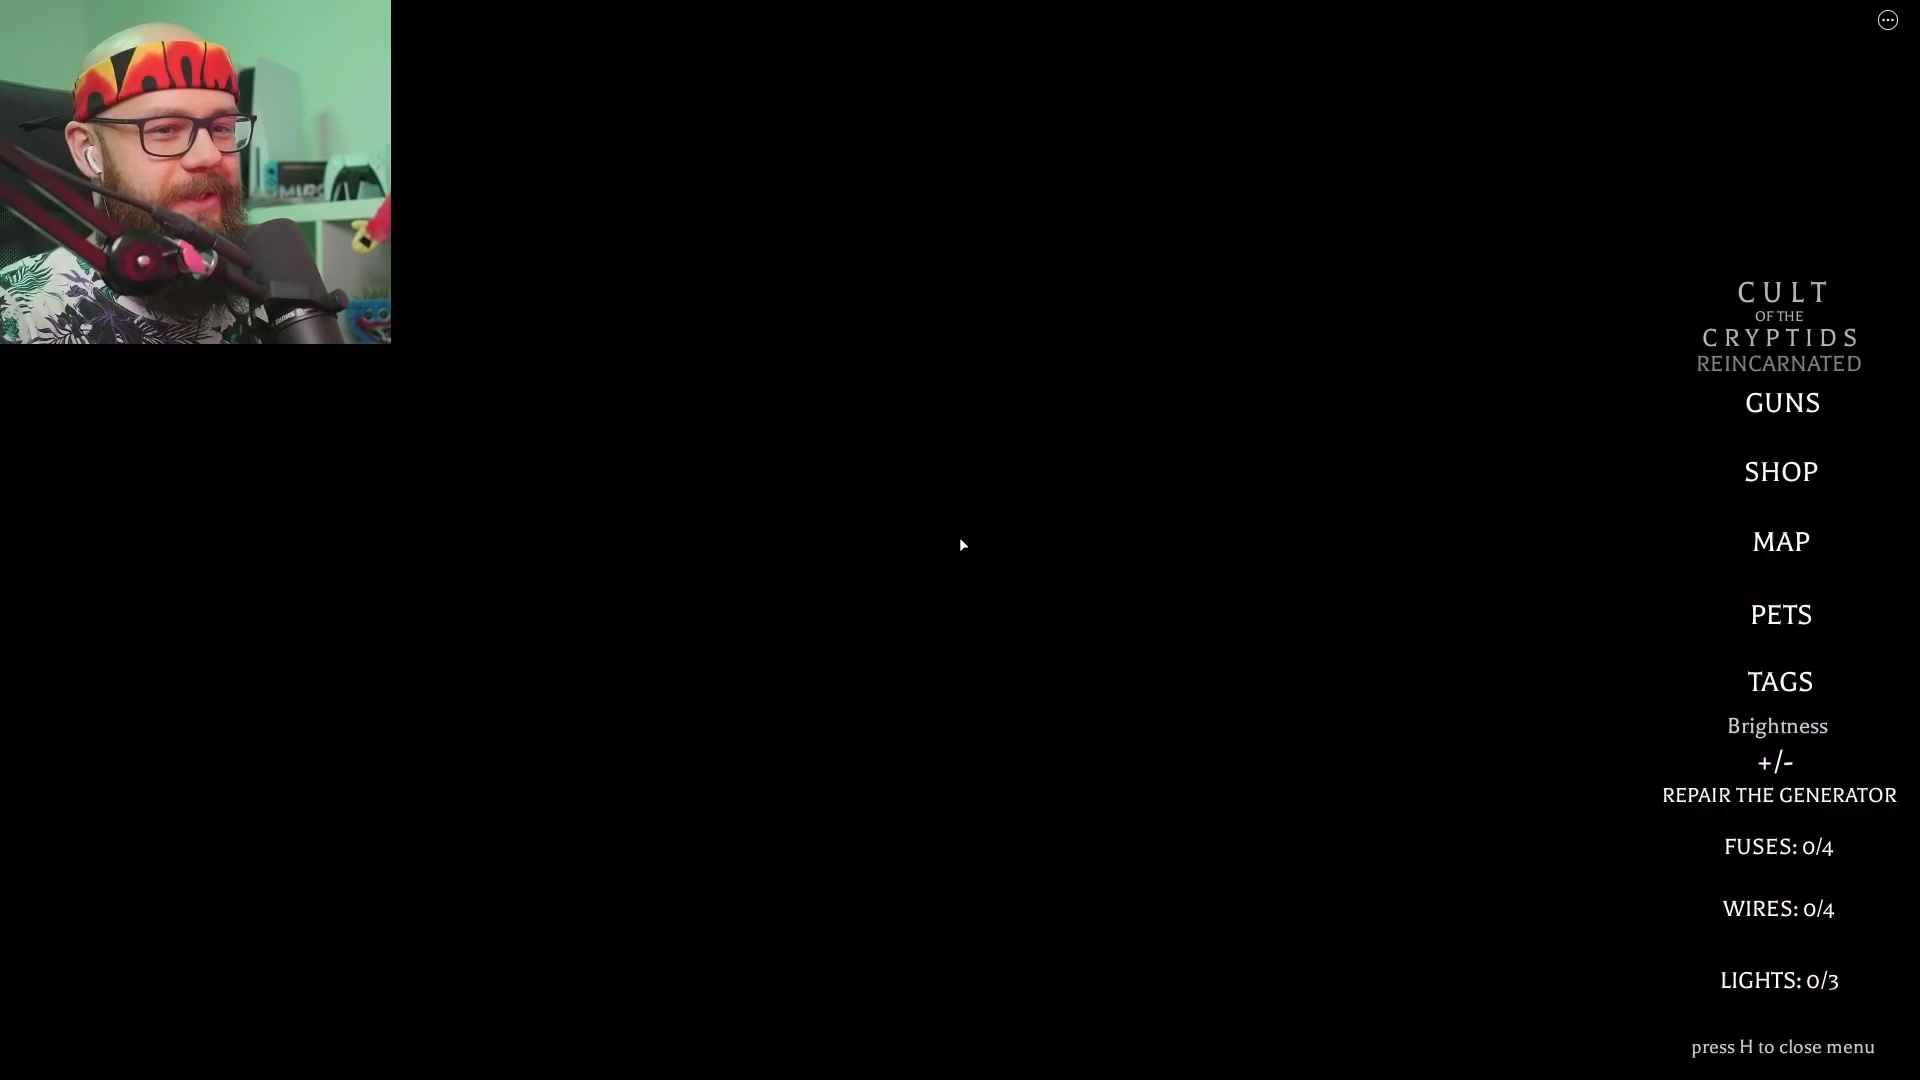 CULT
OF THE
CRYPTIDS
REINCARNATED
GUNS
SHOP
MAP
PETS
TAGS
Brightness
+/-
REPAIR THE GENERATOR
FUSES: 0/4
WIRES: 0/4
LIGHTS: 0/3
press H to close menu